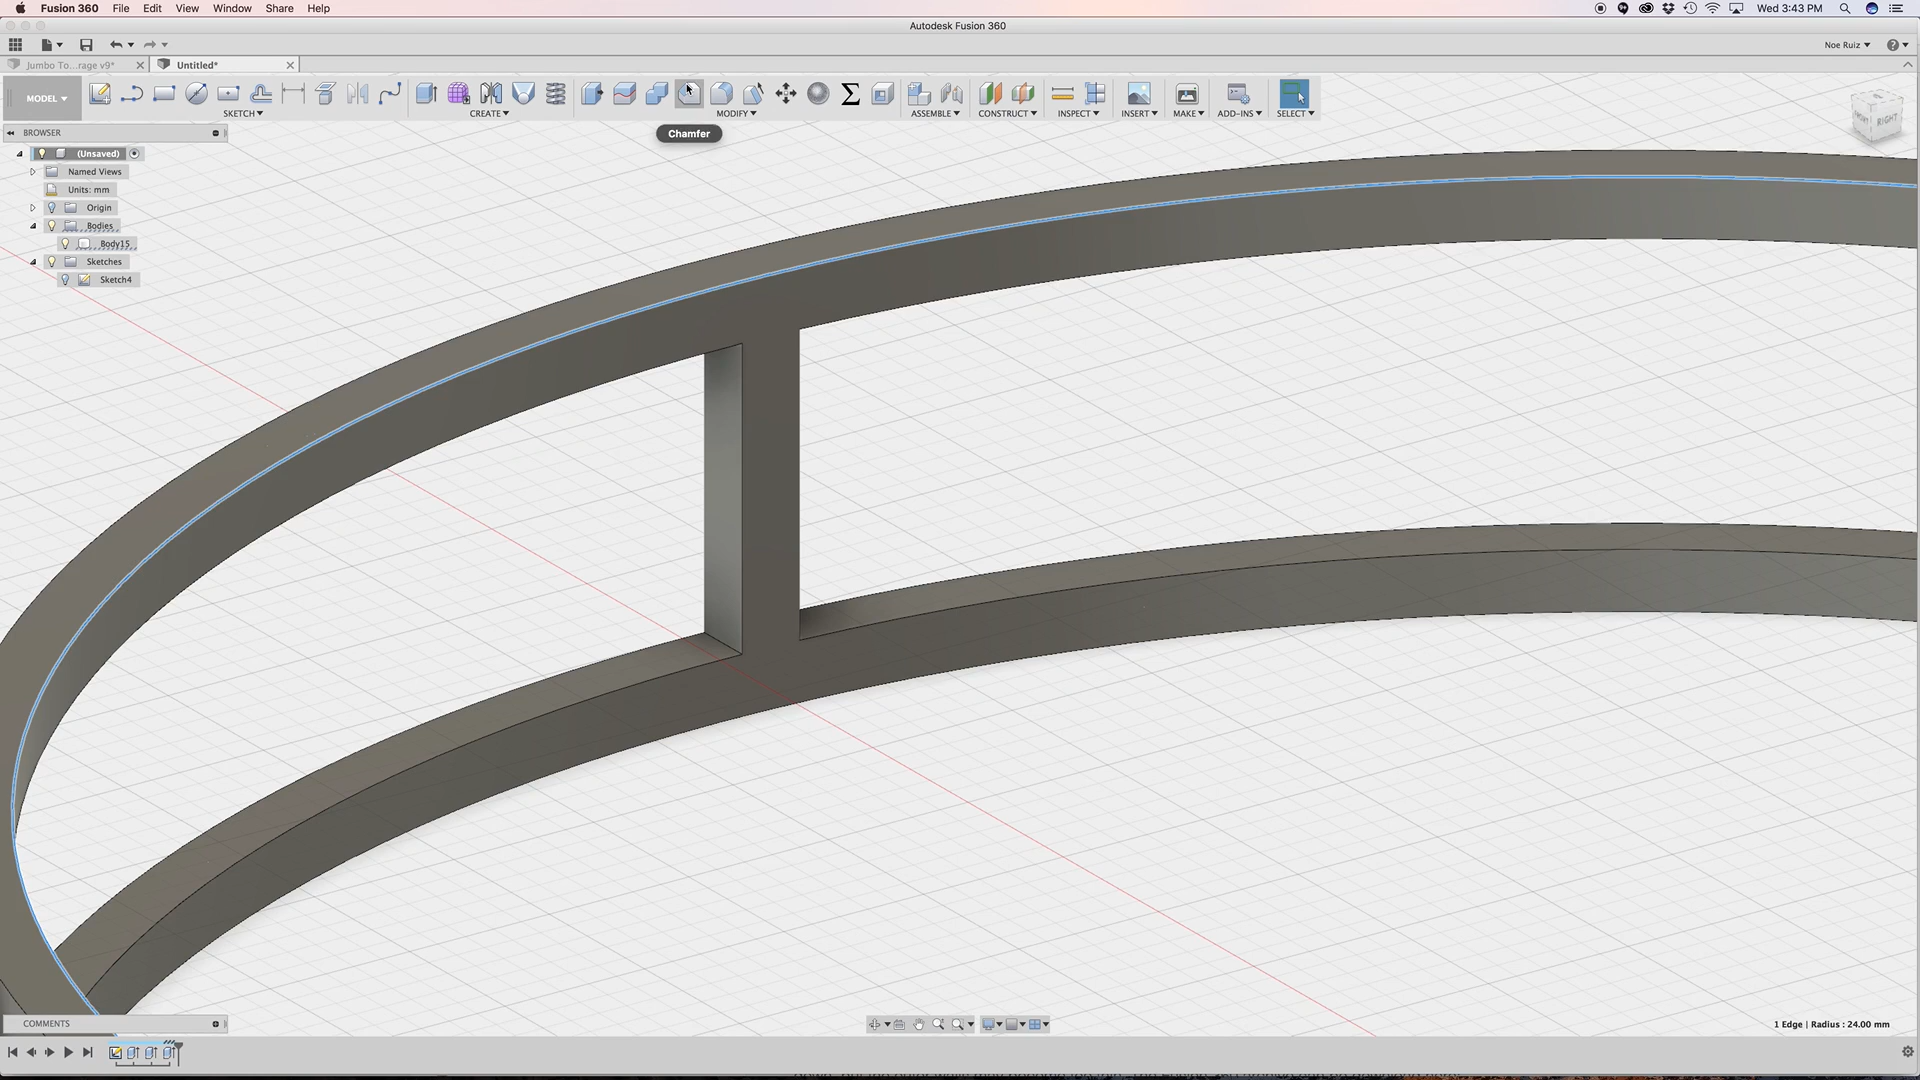 Fusion 360 File Edit View Window Share Help
Wed 3:43 PM
Autodesk Fusion 360
Noe Ruiz
Jumbo To...rage v9*
Untitled*
MODEL
SKETCH
CREATE
MODIFY
ASSEMBLE
CONSTRUCT
INSPECT
INSERT
MAKE
ADD-INS
SELECT
Chamfer
BROWSER
(Unsaved)
Named Views
Units: mm
Origin
Bodies
Body15
Sketches
Sketch4
RIGHT
COMMENTS
1 Edge | Radius : 24.00 mm